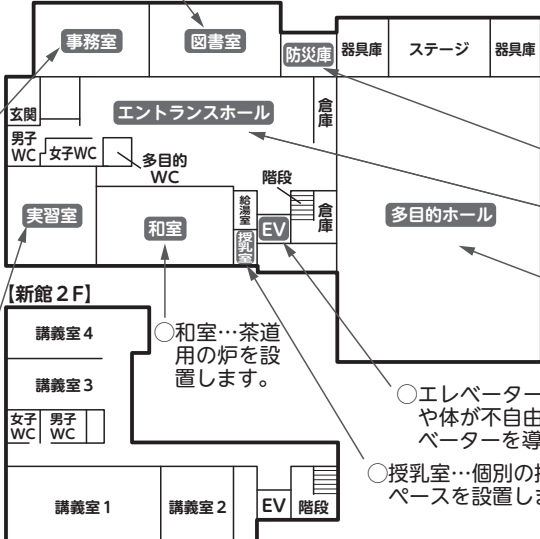 事務室
図書室
防災庫
器具庫
ステージ
器具庫
玄関
エントランスホール
倉庫
男子
WC
女子WC
多目的
WC
階段
実習室
和室
給湯室
授乳室
EV
倉庫
多目的ホール
【新館2F】
講義室4
○和室…茶道
用の炉を設
置します。
講義室3
女子
WC
男子
WC
○エレベーター
や体が不自由
ベーターを導
○授乳室…個別の授
ペースを設置しま
講義室1
講義室2
EV
階段